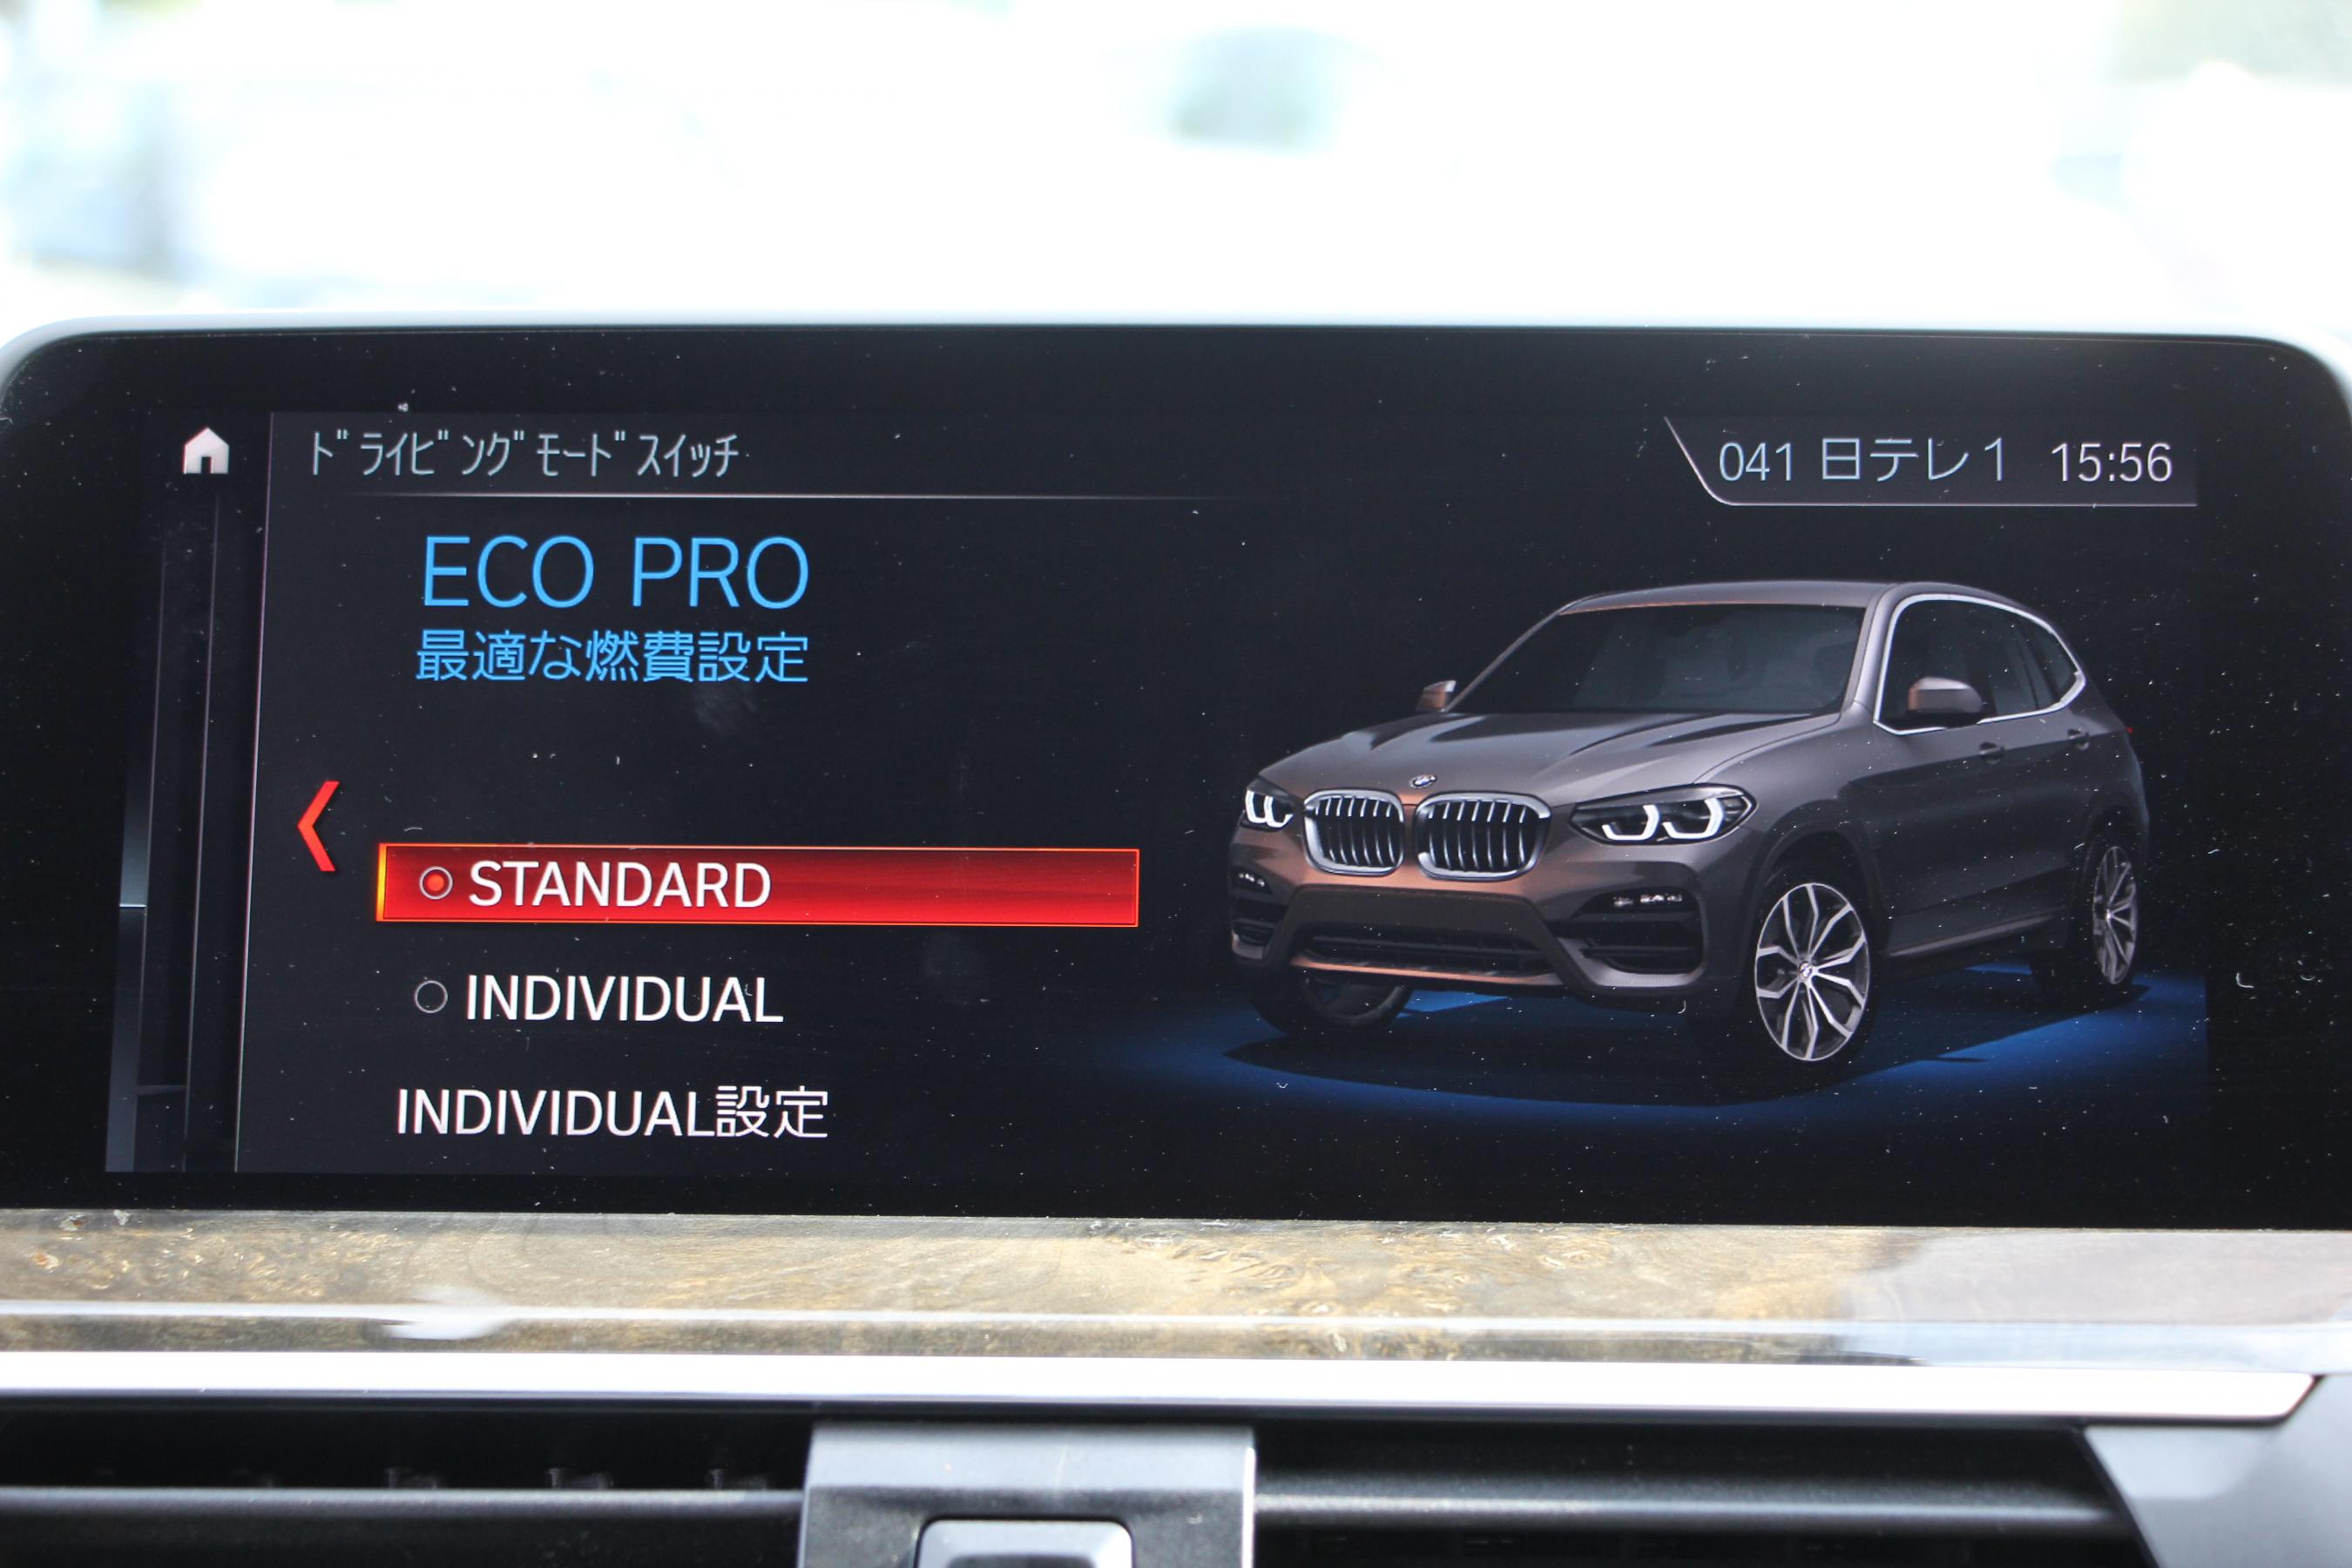 ドライビングモードスイッチ
041 日テレ1 15:56
ECO PRO
最適な燃費設定
STANDARD
INDIVIDUAL
INDIVIDUAL設定